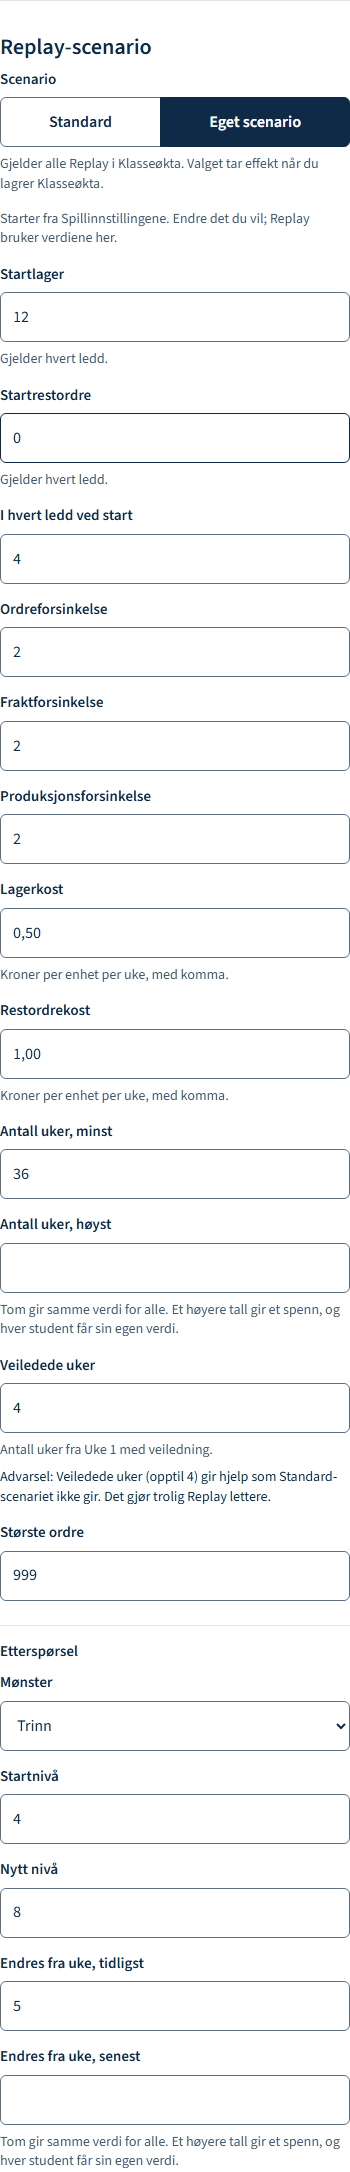 Replay-scenario
Scenario
Standard
Eget scenario
Gjelder alle Replay i Klasseøkta. Valget tar effekt når du
lagrer Klasseøkta.
Starter fra Spillinnstillingene. Endre det du vil; Replay
bruker verdiene her.
Startlager
12
Gjelder hvert ledd.
Startrestordre
0
Gjelder hvert ledd.
I hvert ledd ved start
4
Ordreforsinkelse
2
Fraktforsinkelse
2
Produksjonsforsinkelse
2
Lagerkost
0,50
Kroner per enhet per uke, med komma.
Restordrekost
1,00
Kroner per enhet per uke, med komma.
Antall uker, minst
36
Antall uker, høyst
Tom gir samme verdi for alle. Et høyere tall gir et spenn, og
hver student får sin egen verdi.
Veiledede uker
4
Antall uker fra Uke 1 med veiledning.
Advarsel: Veiledede uker (opptil 4) gir hjelp som Standard-
scenariet ikke gir. Det gjør trolig Replay lettere.
Største ordre
999
Etterspørsel
Mønster
Trinn
Startnivå
4
Nytt nivå
8
Endres fra uke, tidligst
5
Endres fra uke, senest
Tom gir samme verdi for alle. Et høyere tall gir et spenn, og
hver student får sin egen verdi.